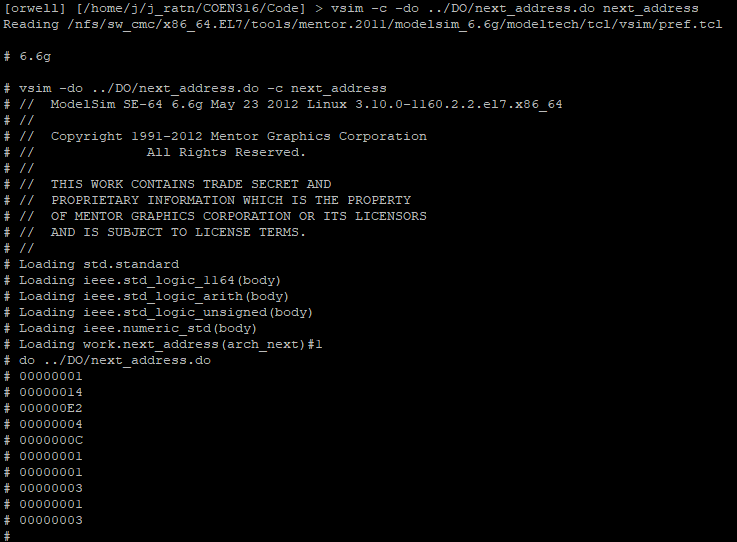 [orwell] [/home/j/j_ratn/COEN316/Code] > vsim -c -do ../DO/next_address.do next_address
Reading /nfs/sw_cmc/x86_64.EL7/tools/mentor.2011/modelsim_6.6g/modeltech/tcl/vsim/pref.tcl
# 6.6g
# vsim -do ../DO/next_address.do -c next_address
# //  ModelSim SE-64 6.6g May 23 2012 Linux 3.10.0-1160.2.2.el7.x86_64
# //
# //  Copyright 1991-2012 Mentor Graphics Corporation
# //              All Rights Reserved.
# //
# //  THIS WORK CONTAINS TRADE SECRET AND
# //  PROPRIETARY INFORMATION WHICH IS THE PROPERTY
# //  OF MENTOR GRAPHICS CORPORATION OR ITS LICENSORS
# //  AND IS SUBJECT TO LICENSE TERMS.
# //
# Loading std.standard
# Loading ieee.std_logic_1164(body)
# Loading ieee.std_logic_arith(body)
# Loading ieee.std_logic_unsigned(body)
# Loading ieee.numeric_std(body)
# Loading work.next_address(arch_next)#1
# do ../DO/next_address.do
# 00000001
# 00000014
# 000000E2
# 00000004
# 0000000C
# 00000001
# 00000001
# 00000003
# 00000001
# 00000003
#